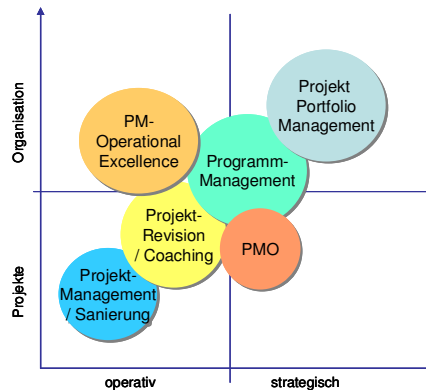 Organisation
Projekte
PM-
Operational
Excellence
Projekt
Portfolio
Management
Programm-
Management
Projekt-
Revision
/ Coaching
PMO
Projekt-
Management
/ Sanierung
operativ
strategisch